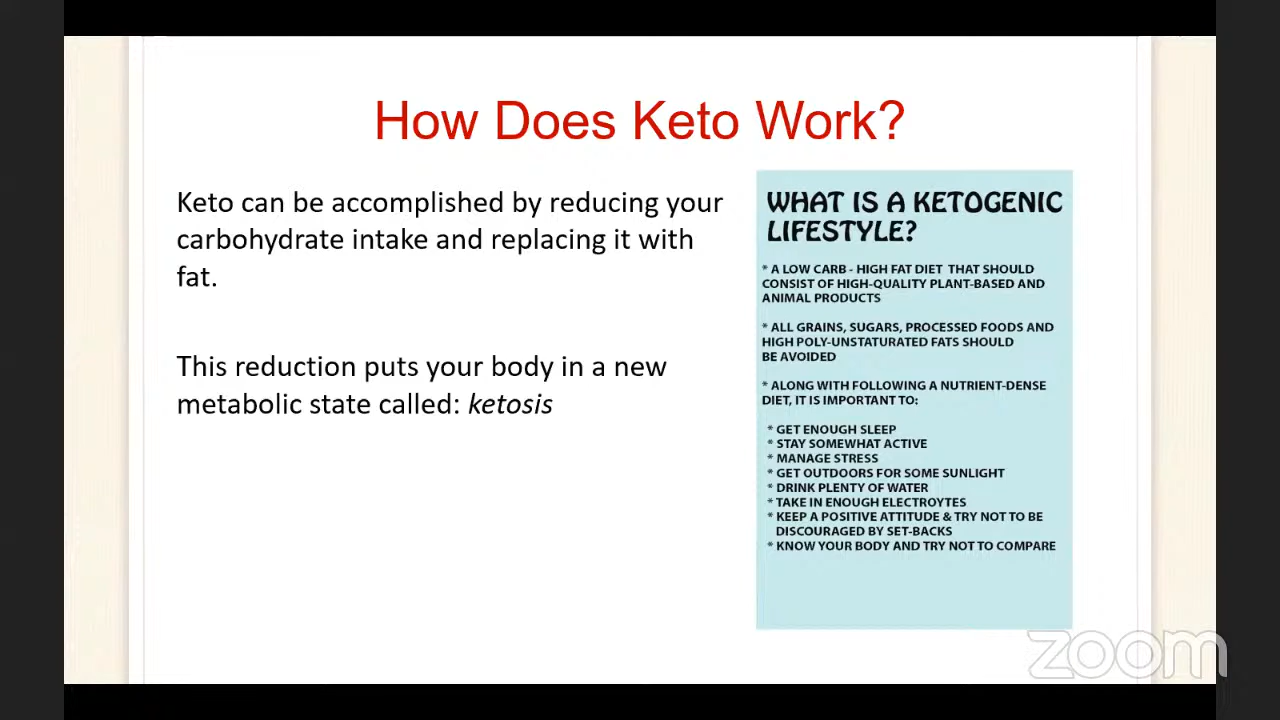 How Does Keto Work?
Keto can be accomplished by reducing your
carbohydrate intake and replacing it with
fat.
This reduction puts your body in a new
metabolic state called: ketosis
WHAT IS A KETOGENIC
LIFESTYLE?
* A LOW CARB - HIGH FAT DIET THAT SHOULD
CONSIST OF HIGH-QUALITY PLANT-BASED AND
ANIMAL PRODUCTS
* ALL GRAINS, SUGARS, PROCESSED FOODS AND
HIGH POLY-UNSTATURATED FATS SHOULD
BE AVOIDED
* ALONG WITH FOLLOWING A NUTRIENT-DENSE
DIET, IT IS IMPORTANT TO:
* GET ENOUGH SLEEP
* STAY SOMEWHAT ACTIVE
* MANAGE STRESS
* GET OUTDOORS FOR SOME SUNLIGHT
* DRINK PLENTY OF WATER
* TAKE IN ENOUGH ELECTROYTES
* KEEP A POSITIVE ATTITUDE & TRY NOT TO BE
DISCOURAGED BY SET-BACKS
* KNOW YOUR BODY AND TRY NOT TO COMPARE
zoom